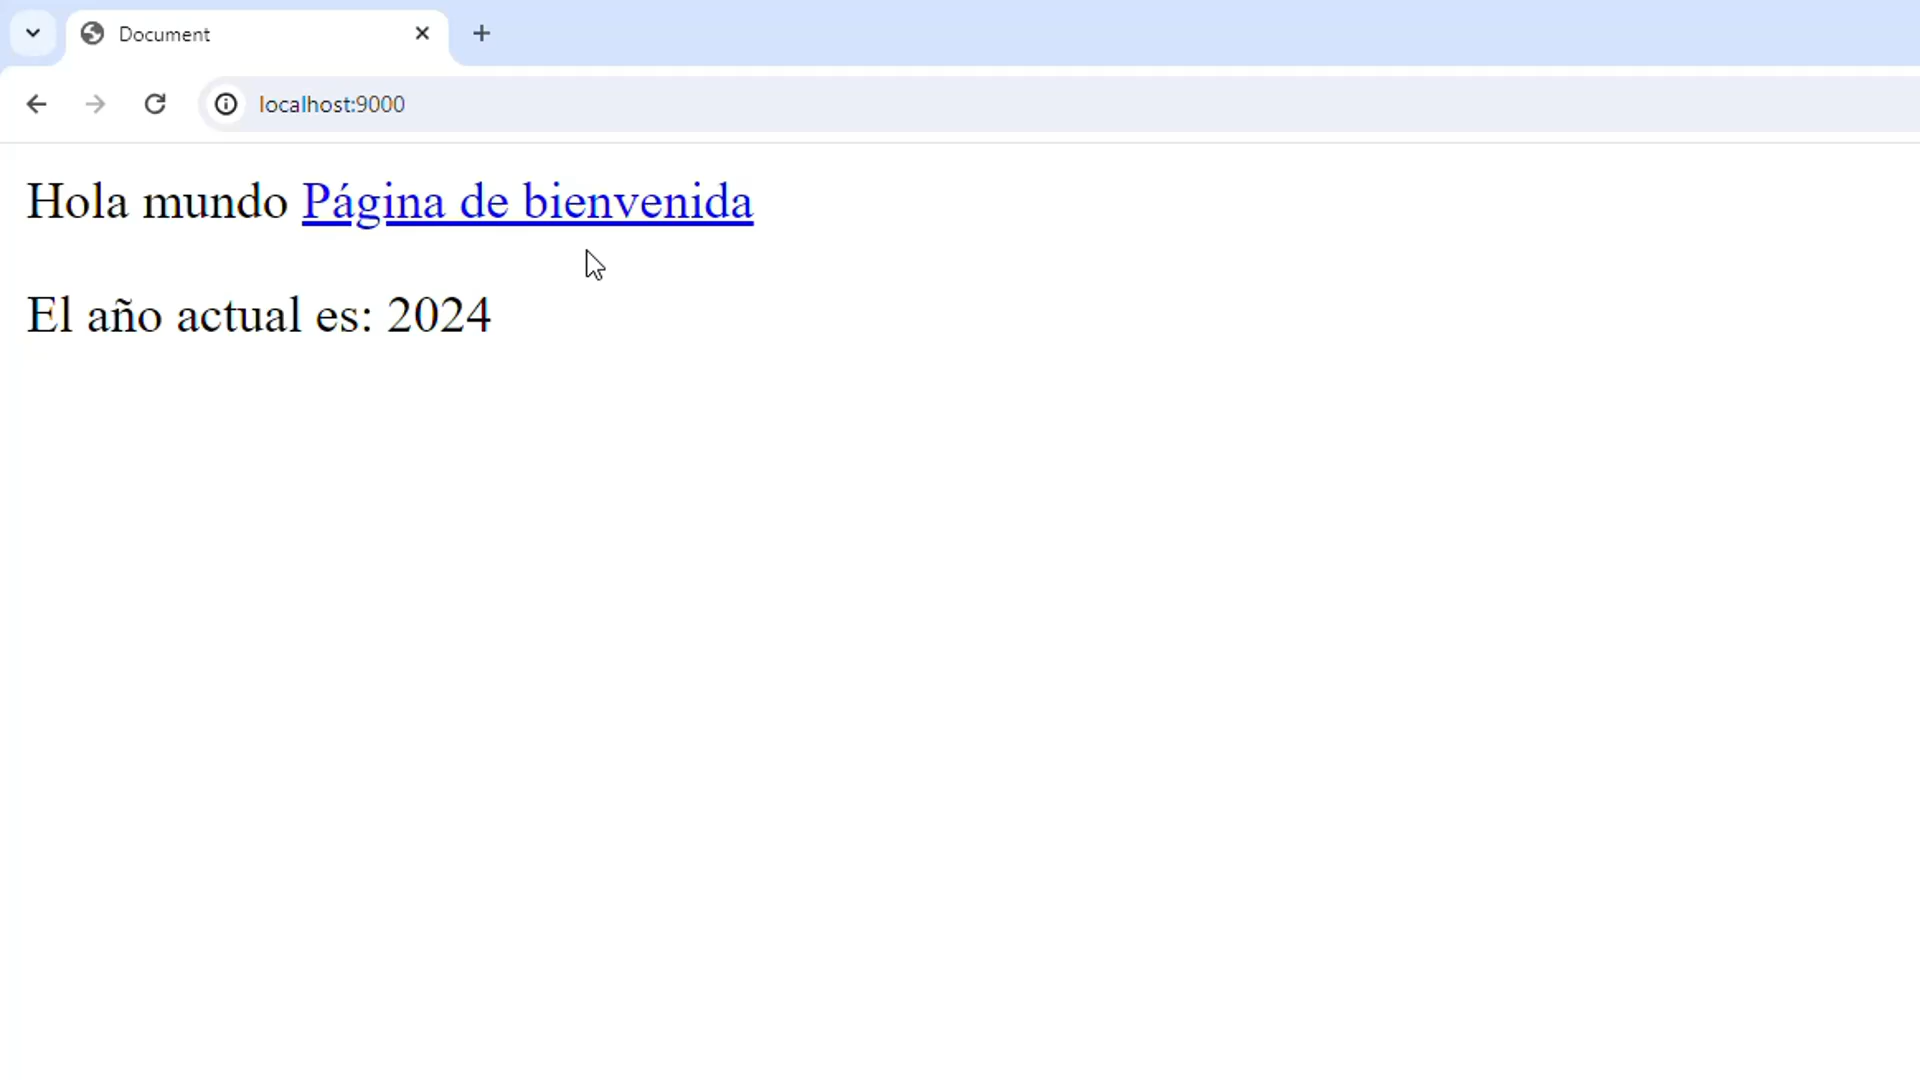 Document
localhost:9000
Hola mundo Página de bienvenida
El año actual es: 2024